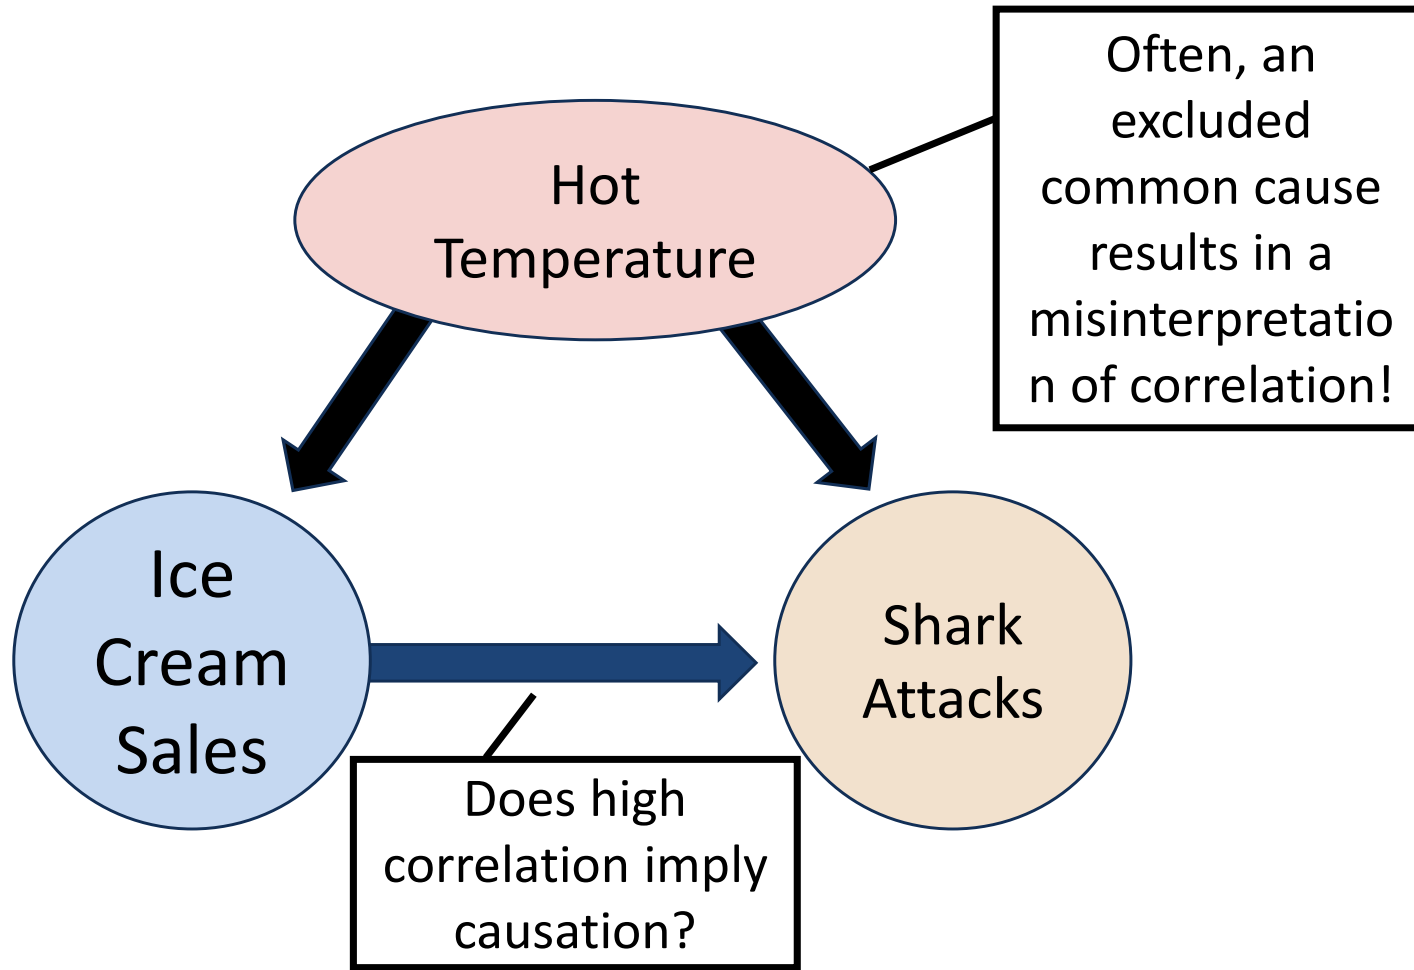 Often, an
excluded
common cause
results in a
misinterpretatio
n of correlation!
Hot
Temperature
Ice
Cream
Sales
Shark
Attacks
Does high
correlation imply
causation?